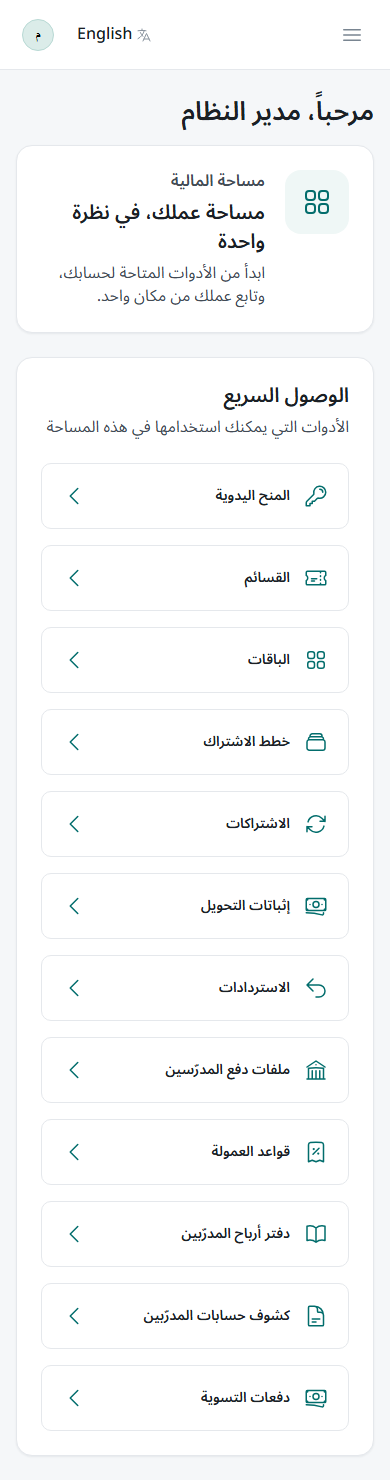 English
م
مرحباً، مدير النظام
مساحة المالية
مساحة عملك، في نظرة
واحدة
ابدأ من الأدوات المتاحة لحسابك،
وتابع عملك من مكان واحد.
الوصول السريع
الأدوات التي يمكنك استخدامها في هذه المساحة
المنح اليدوية
القسائم
الباقات
خطط الاشتراك
الاشتراكات
إثباتات التحويل
الاستردادات
ملفات دفع المدرّسين
قواعد العمولة
دفتر أرباح المدرّبين
كشوف حسابات المدرّبين
دفعات التسوية